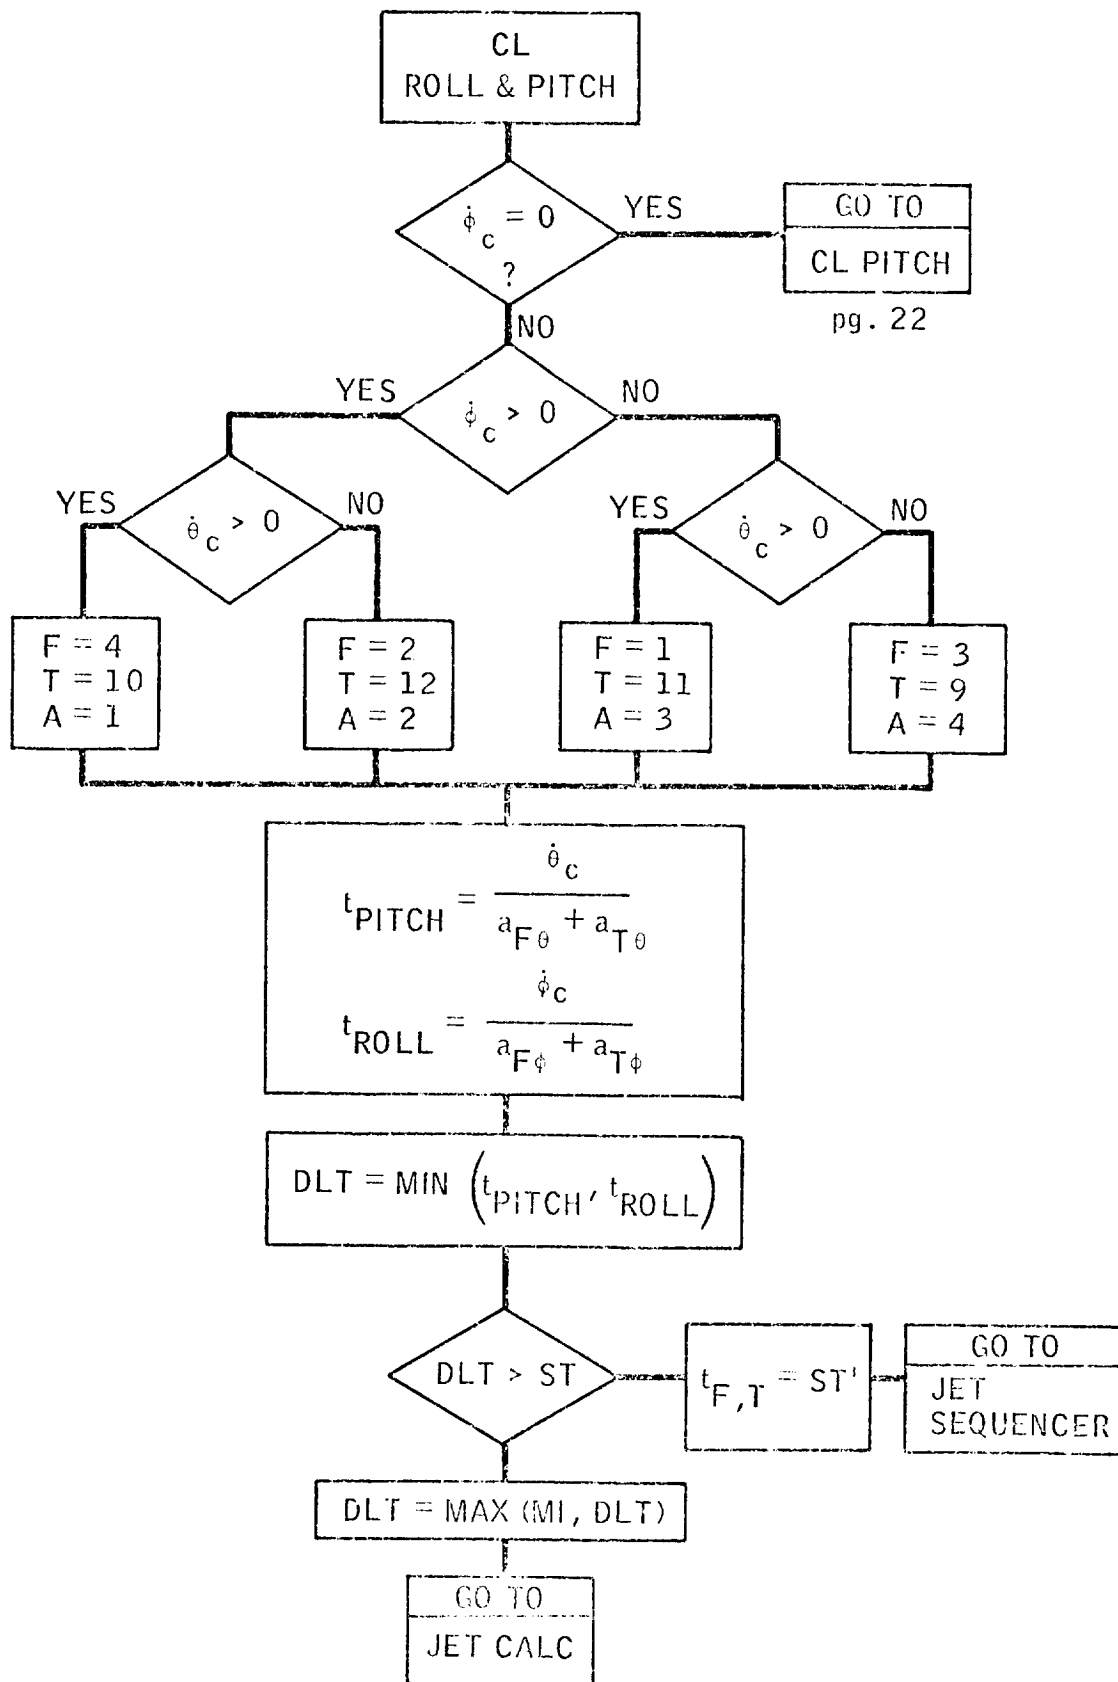 CL
ROLL & PITCH
φ̇c = 0
?
YES
GO TO
CL PITCH
pg. 22
NO
YES
φ̇c > 0
NO
YES
θ̇c > 0
NO
YES
θ̇c > 0
NO
F = 4
T = 10
A = 1
F = 2
T = 12
A = 2
F = 1
T = 11
A = 3
F = 3
T = 9
A = 4
tPITCH = θ̇c / aFθ + aTθ
tROLL = φ̇c / aFφ + aTφ
DLT = MIN (tPITCH, tROLL)
DLT > ST
tF,T = ST'
GO TO
JET
SEQUENCER
DLT = MAX (MI, DLT)
GO TO
JET CALC